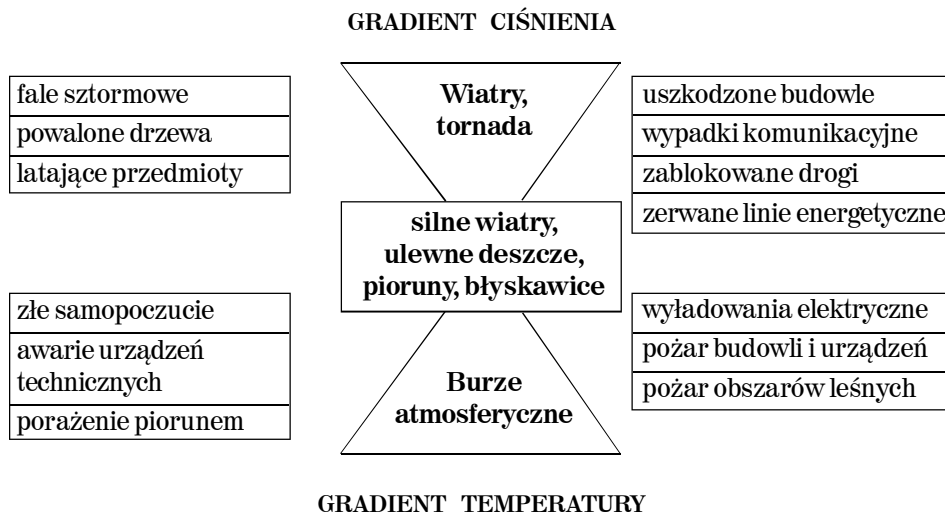 GRADIENT CIŚNIENIA
fale sztormowe
powalone drzewa
latające przedmioty
Wiatry,
tornada
uszkodzone budowle
wypadki komunikacyjne
zablokowane drogi
zerwane linie energetyczne
silne wiatry,
ulewne deszcze,
pioruny, błyskawice
złe samopoczucie
awarie urządzeń
technicznych
porażenie piorunem
Burze
atmosferyczne
wyładowania elektryczne
pożar budowli i urządzeń
pożar obszarów leśnych
GRADIENT TEMPERATURY